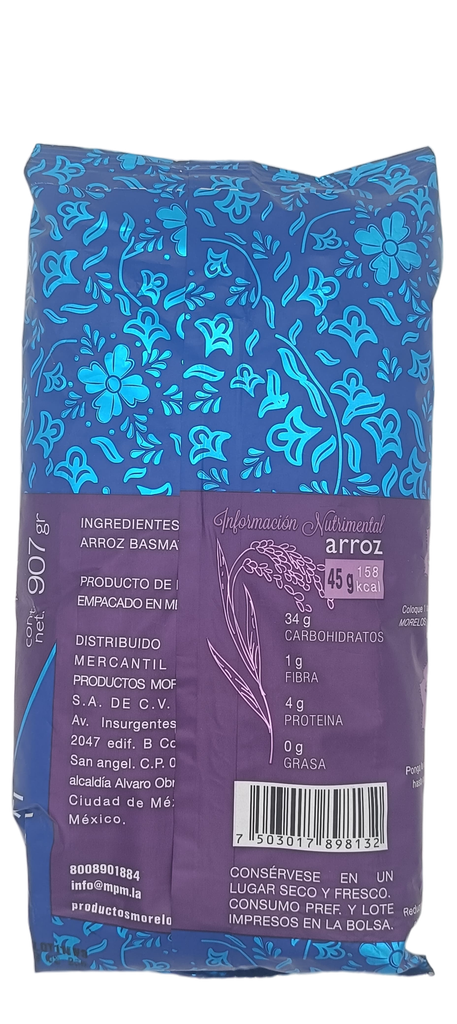 cont.
net. 907 gr
INGREDIENTES
ARROZ BASMA
PRODUCTO DE
EMPACADO EN
DISTRIBUIDO
MERCANTIL
PRODUCTOS MOR
S.A. DE C.V.
Av. Insurgentes
2047 edif. B
San angel. C.P. 0
alcaldía Alvaro Obr
Ciudad de Mé
México.
8008901884
info@mpm.la
productosmorelo
Información Nutrimental
arroz
45 g 158
kcal
34 g
CARBOHIDRATOS
1 g
FIBRA
4 g
PROTEINA
0 g
GRASA
7 503017 898132
CONSÉRVESE EN UN
LUGAR SECO Y FRESCO.
CONSUMO PREF. Y LOTE
IMPRESOS EN LA BOLSA.
Coloque
MORELOS
Ponga